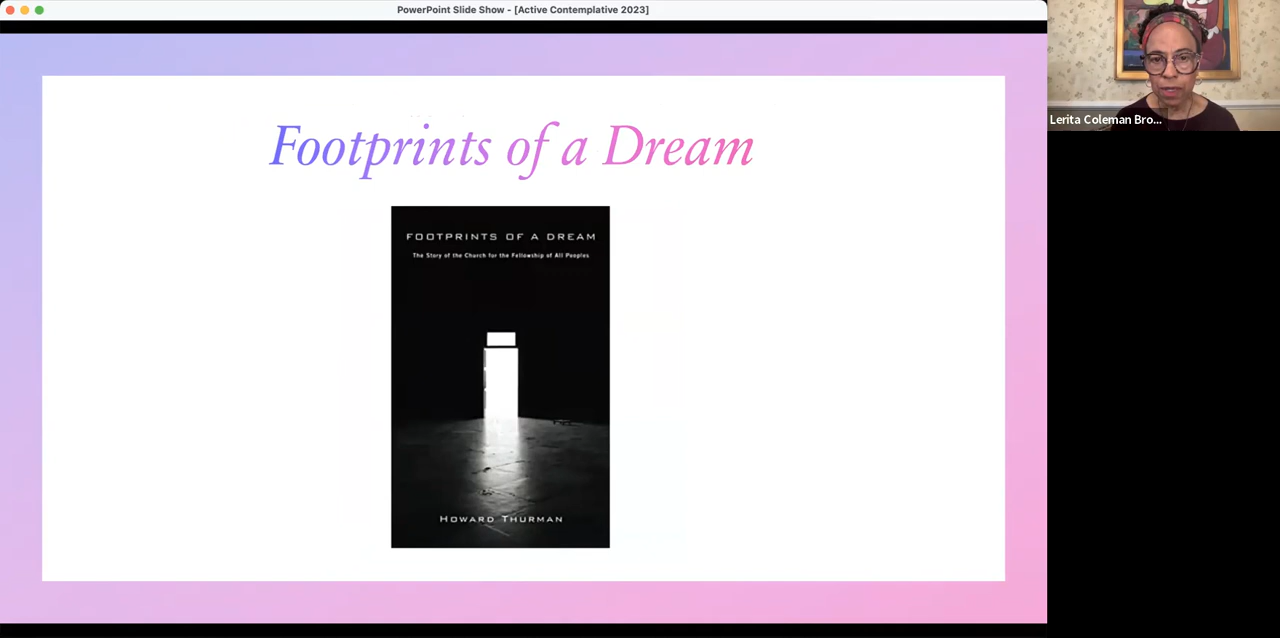 PowerPoint Slide Show - [Active Contemplative 2023]
Lerita Coleman Bro...
Footprints of a Dream
FOOTPRINTS OF A DREAM
The Story of the Church for the Fellowship of All Peoples
HOWARD THURMAN